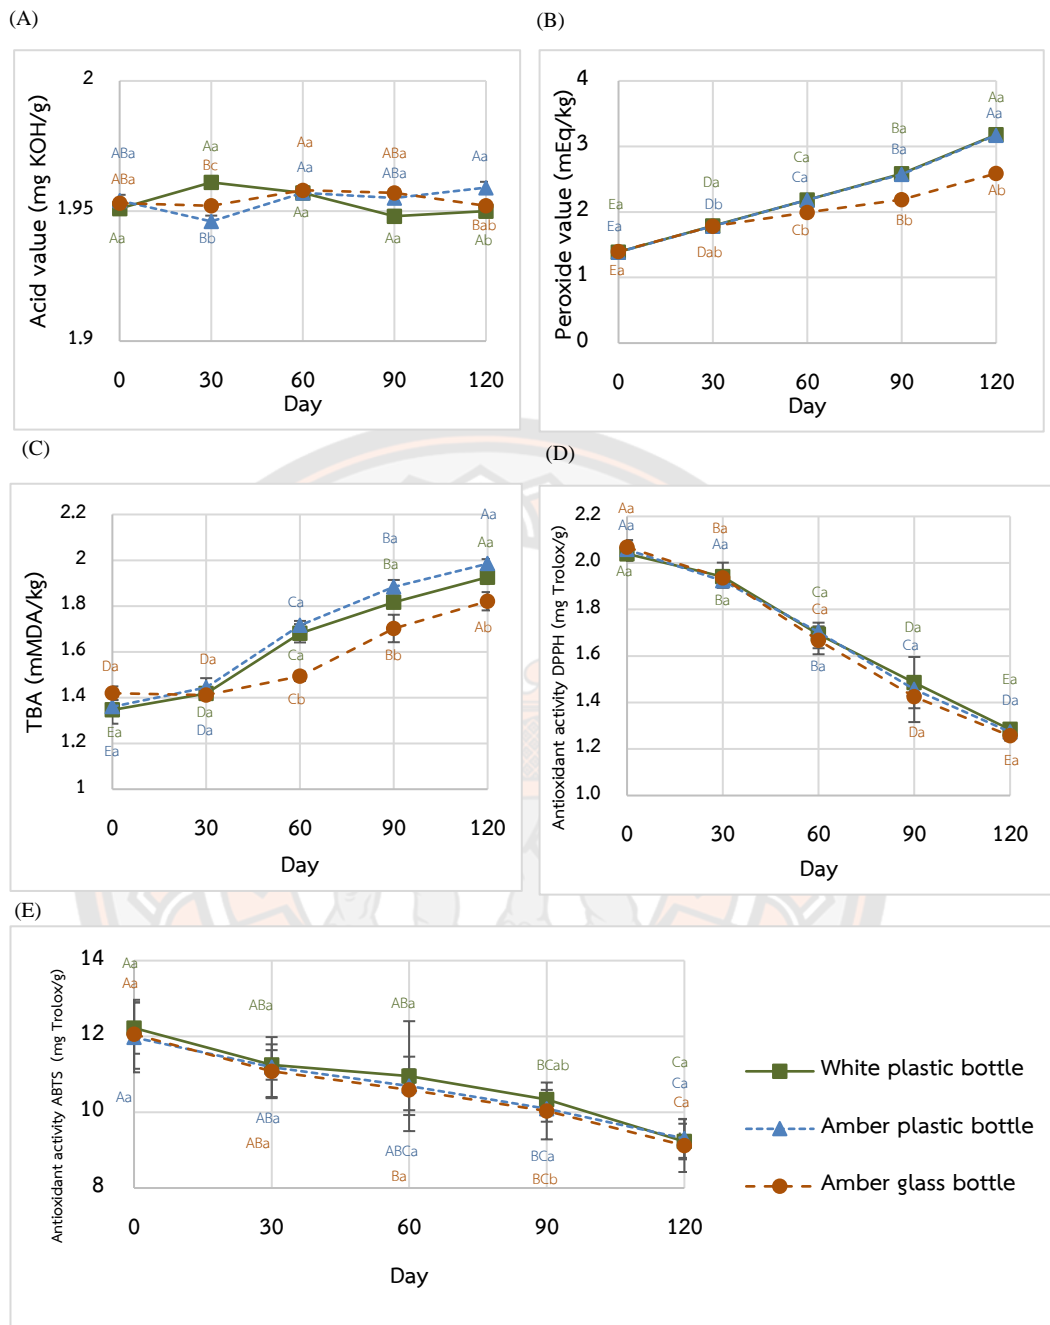 (A)
Acid value (mg KOH/g)
2
1.95
1.9
ABa
ABa
Aa
Aa
Bc
Bb
Aa
Aa
Aa
ABa
ABa
Aa
Aa
Bab
Ab
0 30 60 90 120
Day
(B)
Peroxide value (mEq/kg)
4
3
2
1
0
Ea
Ea
Ea
Da
Db
Dab
Ca
Ca
Cb
Ba
Ba
Bb
Aa
Aa
Ab
0 30 60 90 120
Day
(C)
TBA (mMDA/kg)
2.2
2
1.8
1.6
1.4
1.2
1
Da
Ea
Ea
Da
Da
Da
Ca
Ca
Cb
Ba
Ba
Bb
Aa
Aa
Ab
0 30 60 90 120
Day
(D)
Antioxidant activity DPPH (mg Trolox/g)
2.2
2.0
1.8
1.6
1.4
1.2
1.0
Aa
Aa
Aa
Ba
Aa
Ba
Ca
Ca
Ba
Da
Ca
Da
Ea
Da
Ea
0 30 60 90 120
Day
(E)
Antioxidant activity ABTS (mg Trolox/g)
14
12
10
8
Aa
Aa
Aa
ABa
ABa
ABa
ABa
ABCa
Ba
BCab
BCa
BCb
Ca
Ca
Ca
0 30 60 90 120
Day
White plastic bottle
Amber plastic bottle
Amber glass bottle